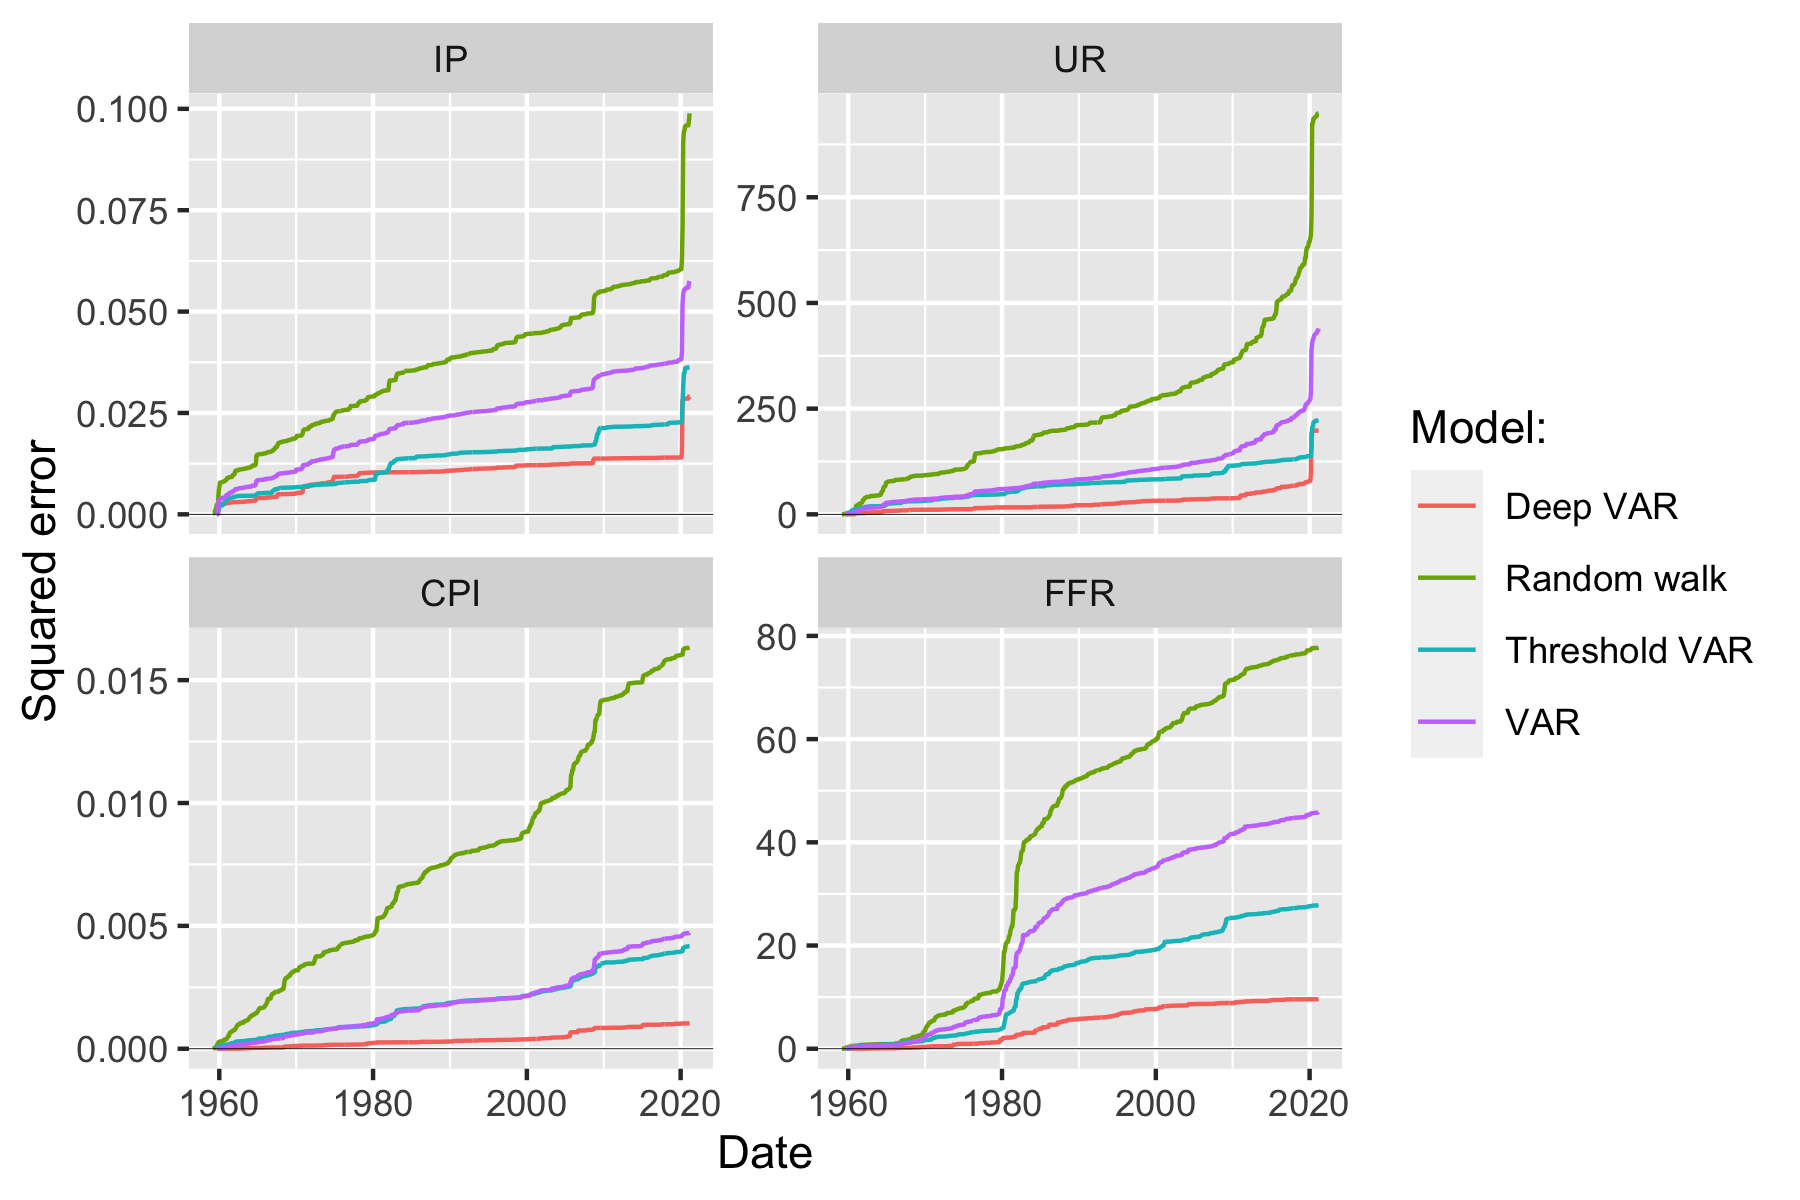 IP
UR
0.100
0.075
0.050
0.025
0.000
750
500
250
0
CPI
FFR
0.015
0.010
0.005
0.000
80
60
40
20
0
1960 1980 2000 2020
1960 1980 2000 2020
Squared error
Date
Model:
Deep VAR
Random walk
Threshold VAR
VAR